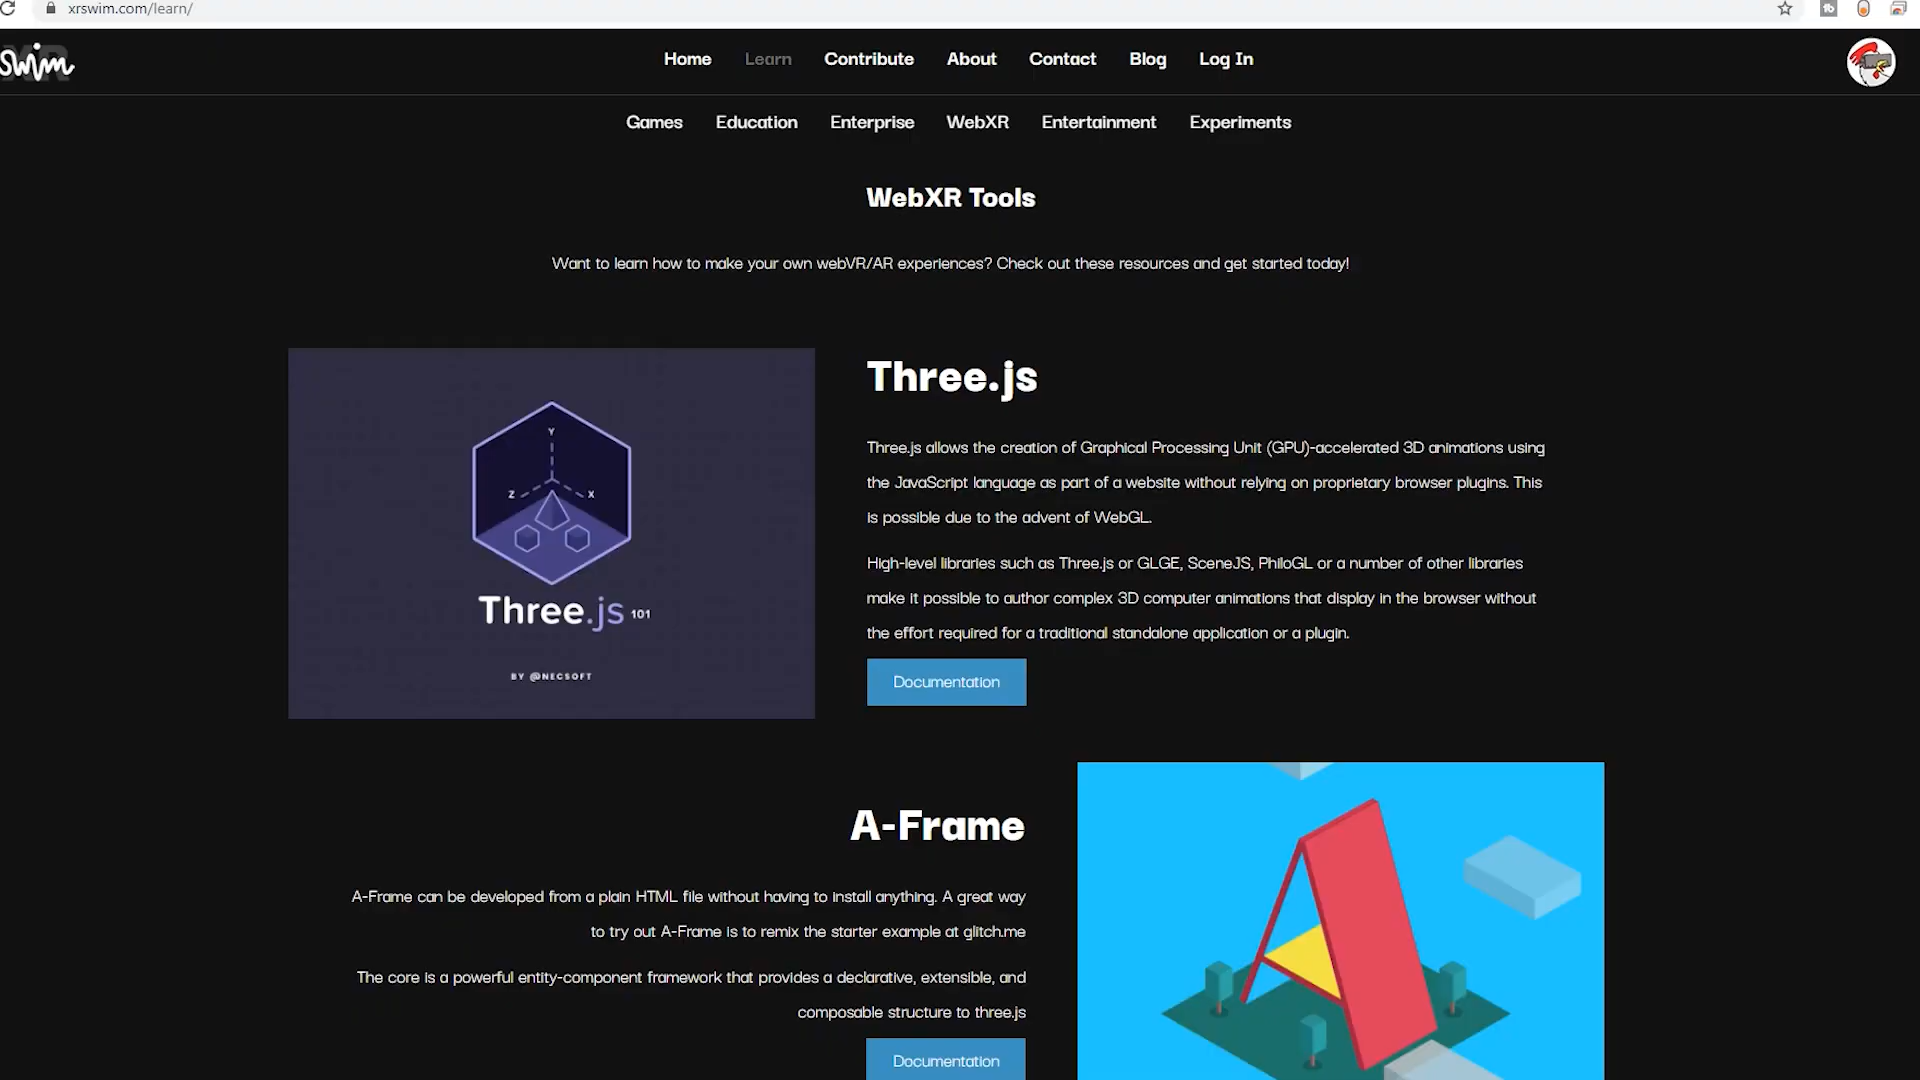 xrswim.com/learn/
swim
XR
Home Learn Contribute About Contact Blog Log In
Games Education Enterprise WebXR Entertainment Experiments
WebXR Tools
Want to learn how to make your own webVR/AR experiences? Check out these resources and get started today!
Y
Z X
Three.js 101
BY @NECSOFT
Three.js
Three.js allows the creation of Graphical Processing Unit (GPU)-accelerated 3D animations using
the JavaScript language as part of a website without relying on proprietary browser plugins. This
is possible due to the advent of WebGL.
High-level libraries such as Three.js or GLGE, SceneJS, PhiloGL or a number of other libraries
make it possible to author complex 3D computer animations that display in the browser without
the effort required for a traditional standalone application or a plugin.
Documentation
A-Frame
A-Frame can be developed from a plain HTML file without having to install anything. A great way
to try out A-Frame is to remix the starter example at glitch.me
The core is a powerful entity-component framework that provides a declarative, extensible, and
composable structure to three.js
Documentation